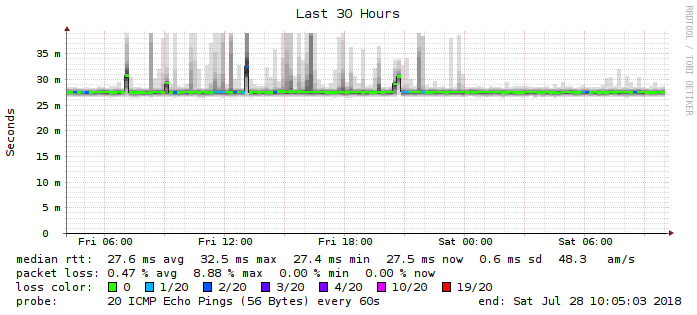 Last 30 Hours
RRDTOOL / TOBI OETIKER
Seconds
35 m
30 m
25 m
20 m
15 m
10 m
5 m
0
Fri 06:00 Fri 12:00 Fri 18:00 Sat 00:00 Sat 06:00
median rtt: 27.6 ms avg 32.5 ms max 27.4 ms min 27.5 ms now 0.6 ms sd 48.3 am/s
packet loss: 0.47 % avg 8.88 % max 0.00 % min 0.00 % now
loss color: 0 1/20 2/20 3/20 4/20 10/20 19/20
probe: 20 ICMP Echo Pings (56 Bytes) every 60s end: Sat Jul 28 10:05:03 2018